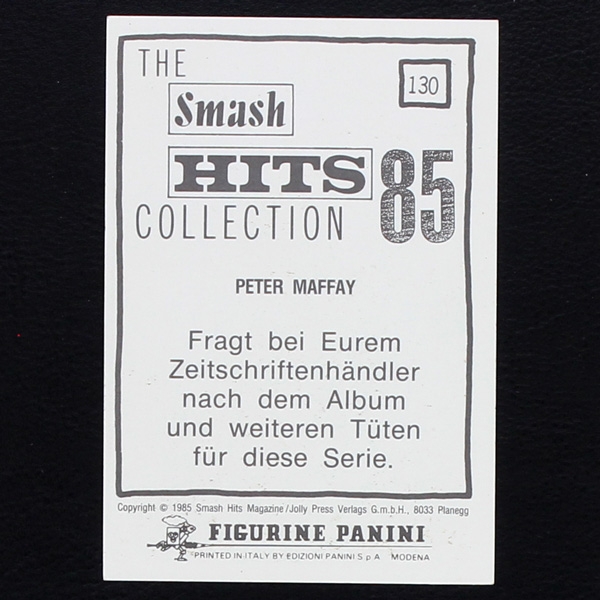 THE
130
Smash
HITS
85
COLLECTION
PETER MAFFAY
Fragt bei Eurem
Zeitschriftenhändler
nach dem Album
und weiteren Tüten
für diese Serie.
Copyright © 1985 Smash Hits Magazine/Jolly Press Verlags G.m.b.H., 8033 Planegg
FIGURINE PANINI
PRINTED IN ITALY BY EDIZIONI PANINI S.p.A. MODENA